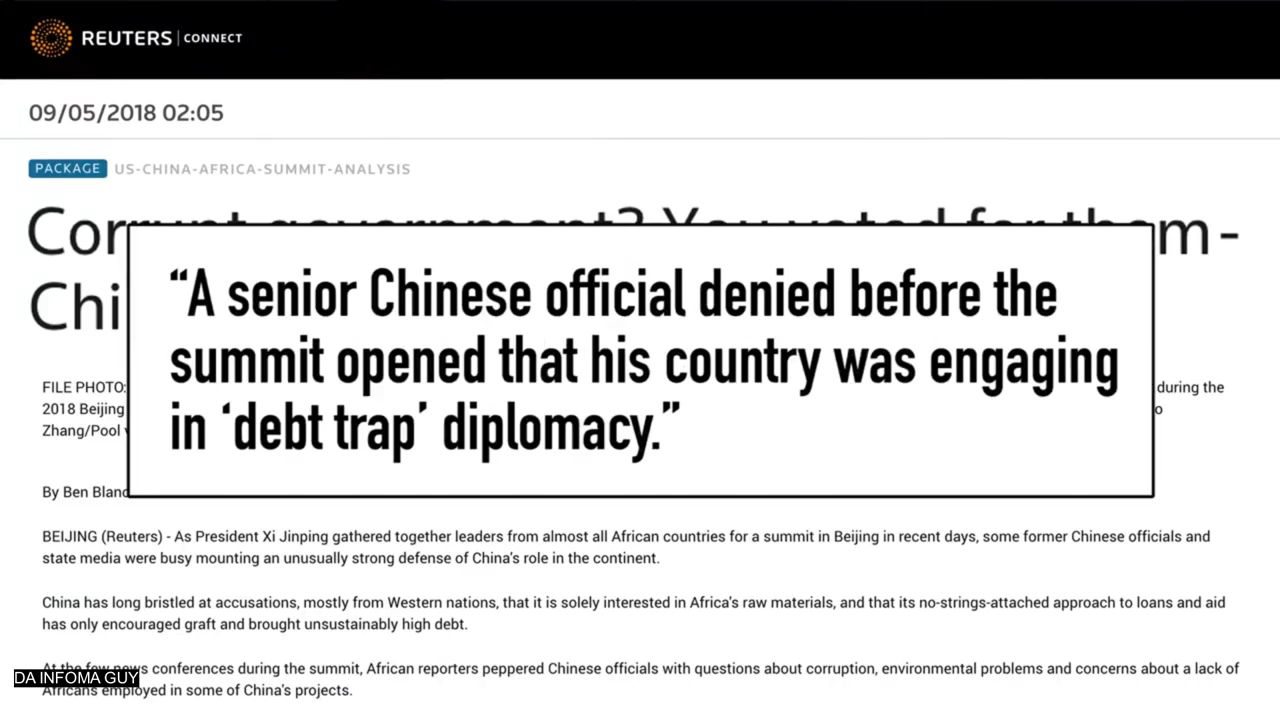 REUTERS CONNECT
09/05/2018 02:05
PACKAGE US-CHINA-AFRICA-SUMMIT-ANALYSIS
Corrupt government? You voted for them-
Chi
“A senior Chinese official denied before the
summit opened that his country was engaging
in ‘debt trap’ diplomacy.”
FILE PHOTO: during the
2018 Beijing
Zhang/Pool
By Ben Blanc
BEIJING (Reuters) - As President Xi Jinping gathered together leaders from almost all African countries for a summit in Beijing in recent days, some former Chinese officials and
state media were busy mounting an unusually strong defense of China's role in the continent.
China has long bristled at accusations, mostly from Western nations, that it is solely interested in Africa's raw materials, and that its no-strings-attached approach to loans and aid
has only encouraged graft and brought unsustainably high debt.
At the few news conferences during the summit, African reporters peppered Chinese officials with questions about corruption, environmental problems and concerns about a lack of
DA INFOMA GUY
Africans employed in some of China's projects.